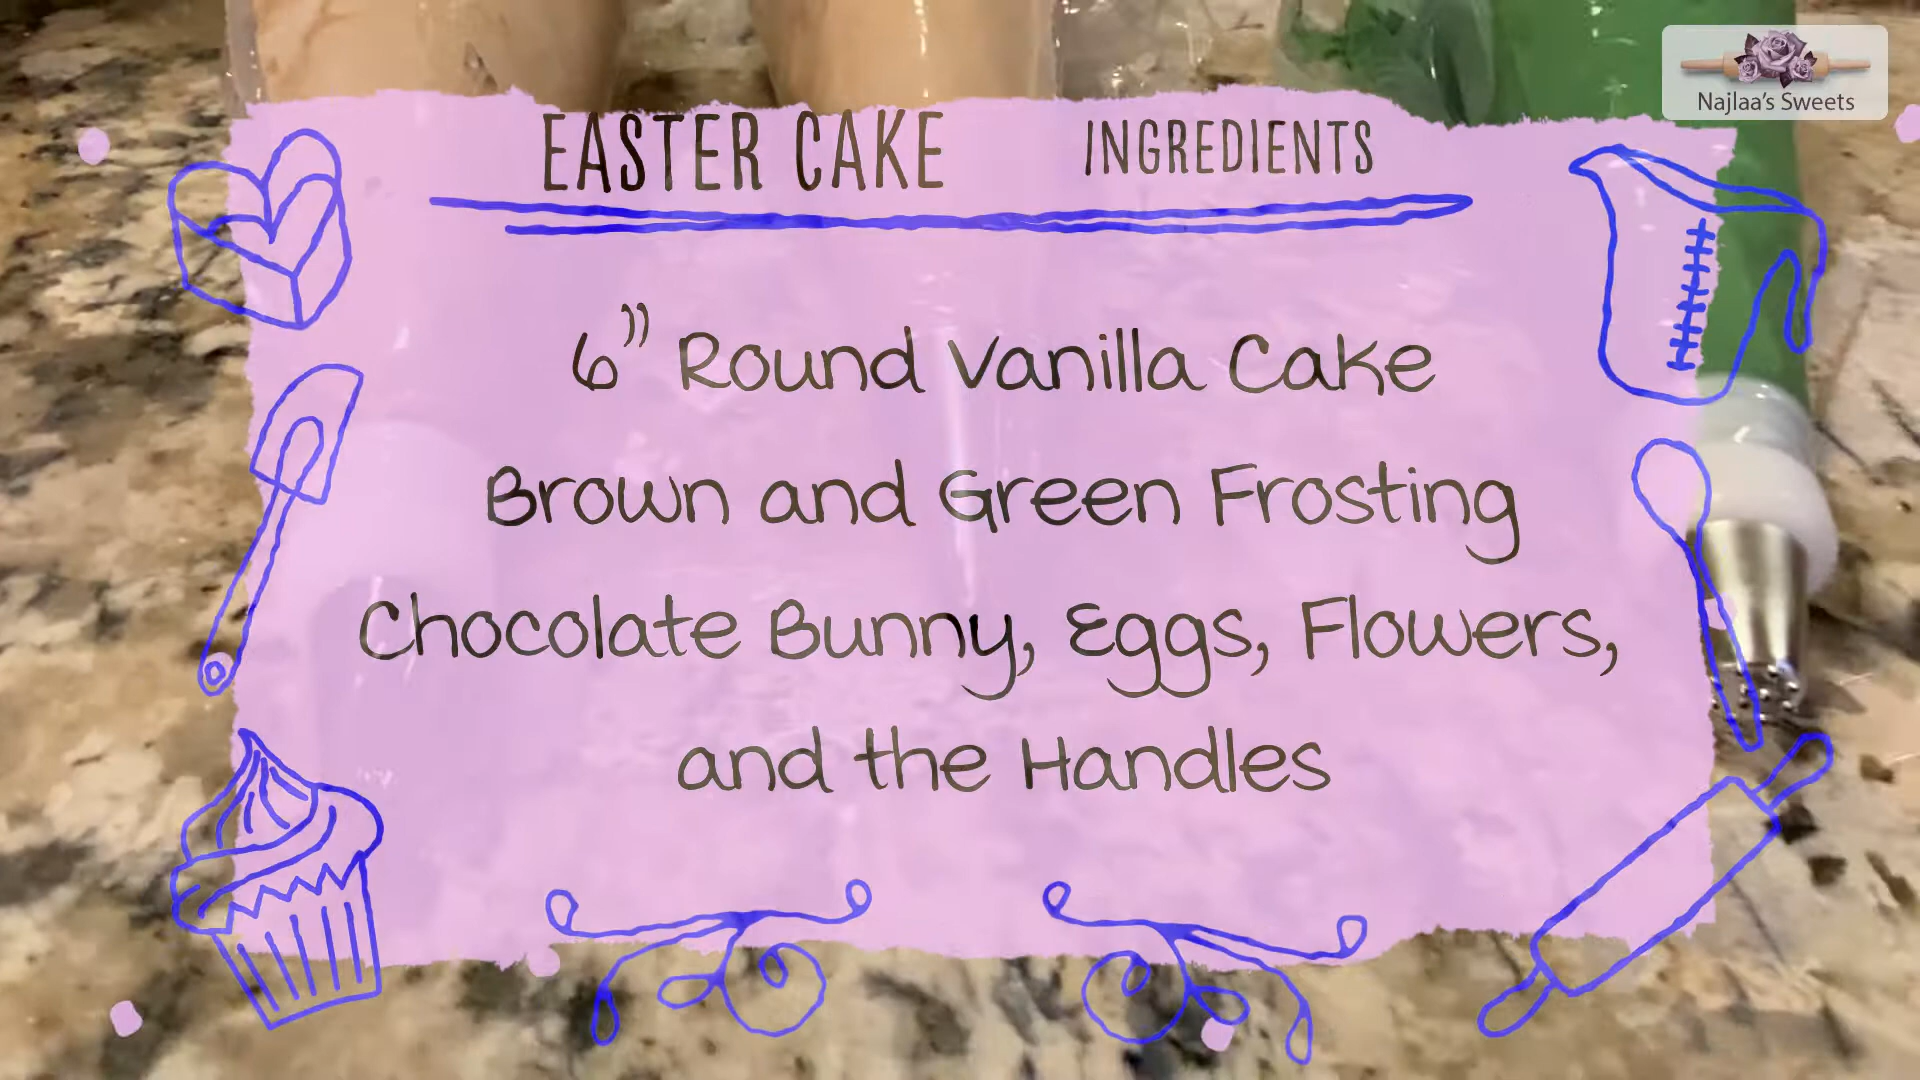 Najlaa's Sweets
EASTER CAKE INGREDIENTS
6" Round Vanilla Cake
Brown and Green Frosting
Chocolate Bunny, Eggs, Flowers,
and the Handles